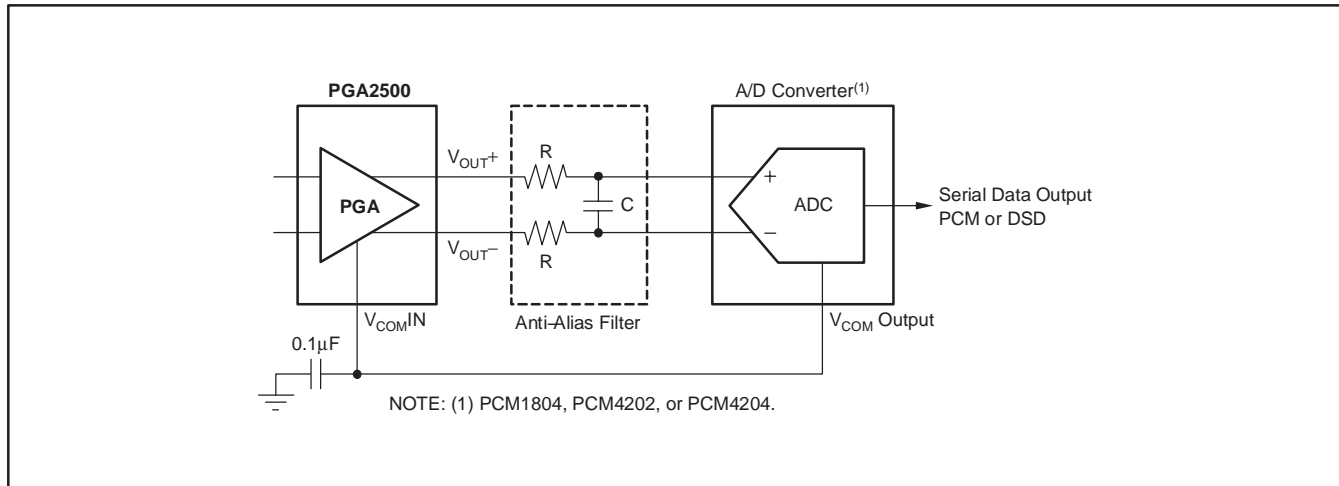 PGA2500
A/D Converter(1)
VOUT+
R
C
PGA
+
−
ADC
Serial Data Output
PCM or DSD
VOUT−
R
VCOMIN
Anti–Alias Filter
VCOM Output
0.1μF
NOTE: (1) PCM1804, PCM4202, or PCM4204.